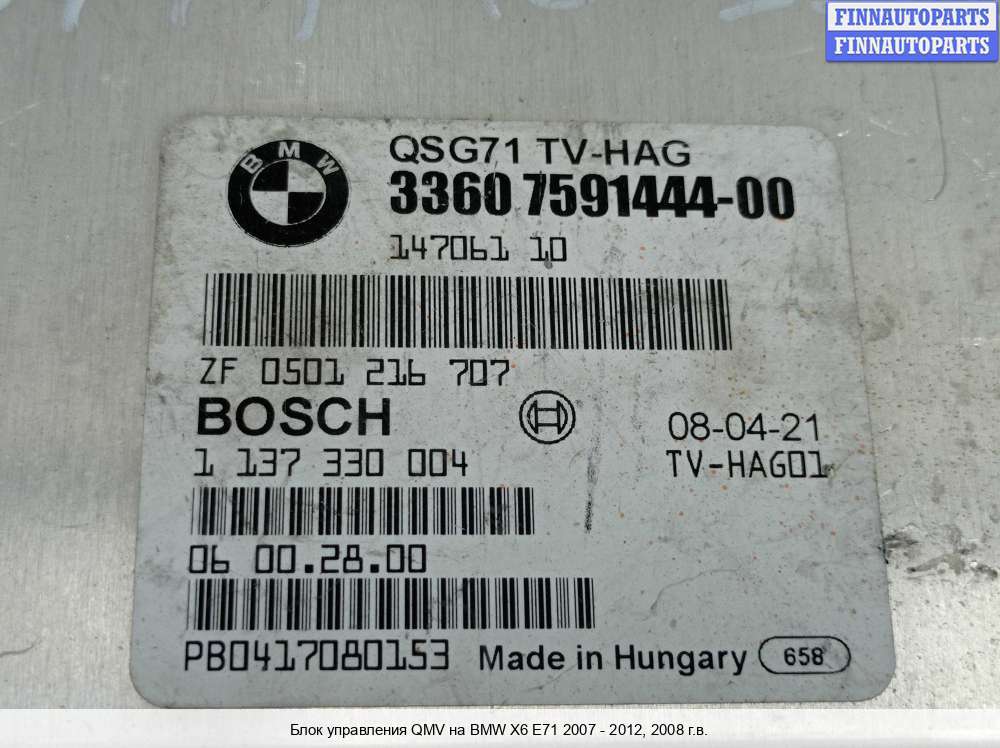 FINNAUTOPARTS
FINNAUTOPARTS
BMW
QSG71 TV-HAG
3360 7591444-00
147061 10
ZF 0501 216 707
BOSCH
08-04-21
1 137 330 004
TV-HAG01
06 00.28.00
PB0417080153
Made in Hungary 658
Блок управления QMV на BMW X6 E71 2007 - 2012, 2008 г.в.